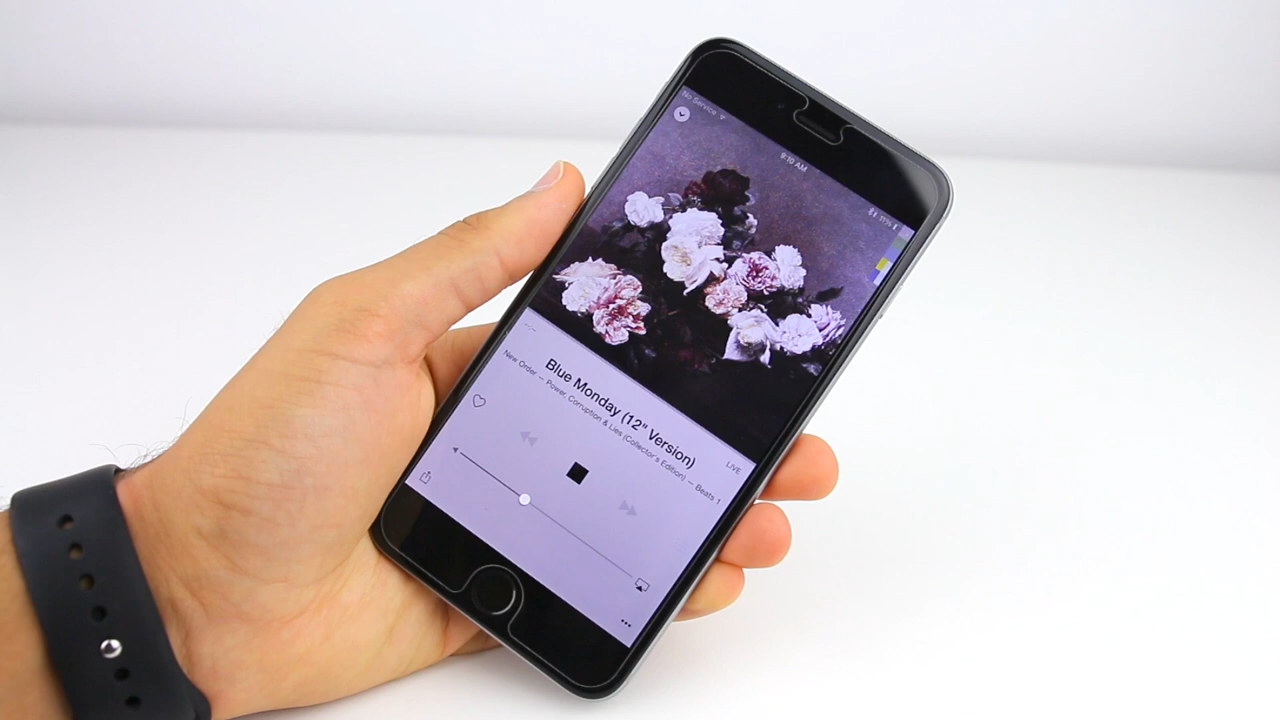 No Service
9:10 AM
11%
Blue Monday (12" Version)
New Order — Power, Corruption & Lies (Collector's Edition) — Beats 1
LIVE